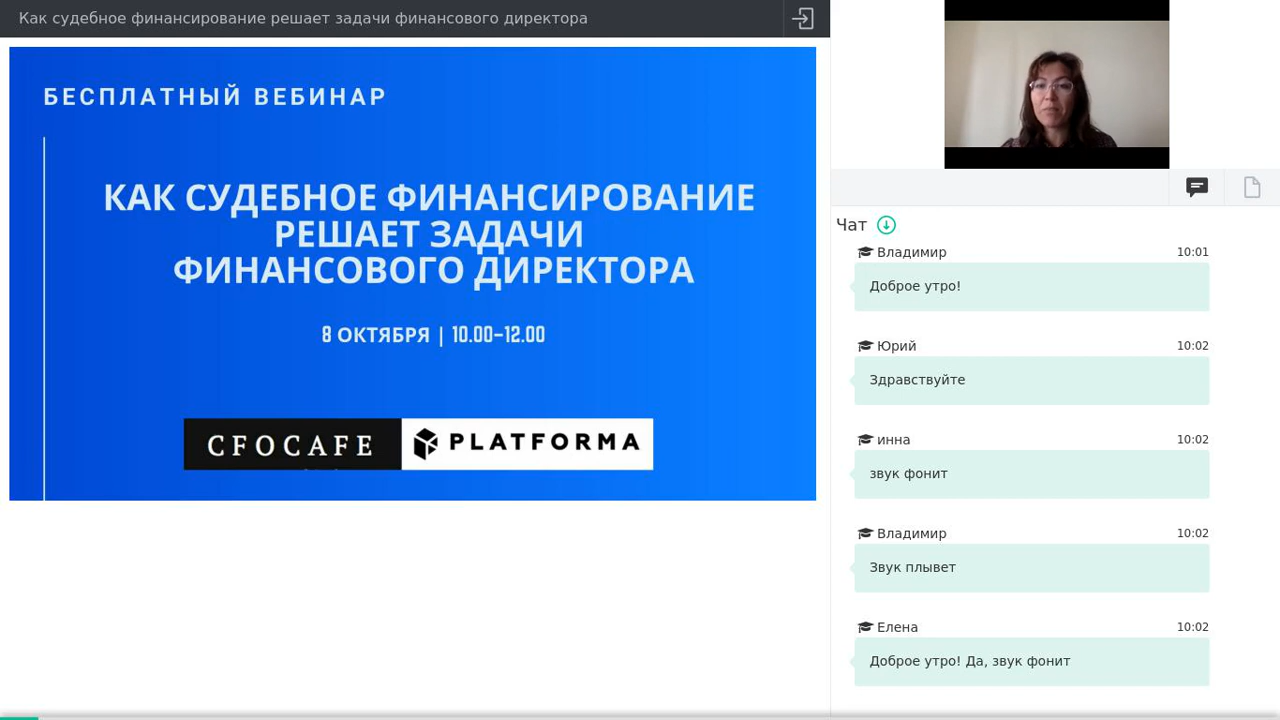 Как судебное финансирование решает задачи финансового директора
БЕСПЛАТНЫЙ ВЕБИНАР
КАК СУДЕБНОЕ ФИНАНСИРОВАНИЕ
РЕШАЕТ ЗАДАЧИ
ФИНАНСОВОГО ДИРЕКТОРА
8 ОКТЯБРЯ | 10.00–12.00
CFOCAFE
PLATFORMA
Чат
Владимир 10:01
Доброе утро!
Юрий 10:02
Здравствуйте
инна 10:02
звук фонит
Владимир 10:02
Звук плывет
Елена 10:02
Доброе утро! Да, звук фонит